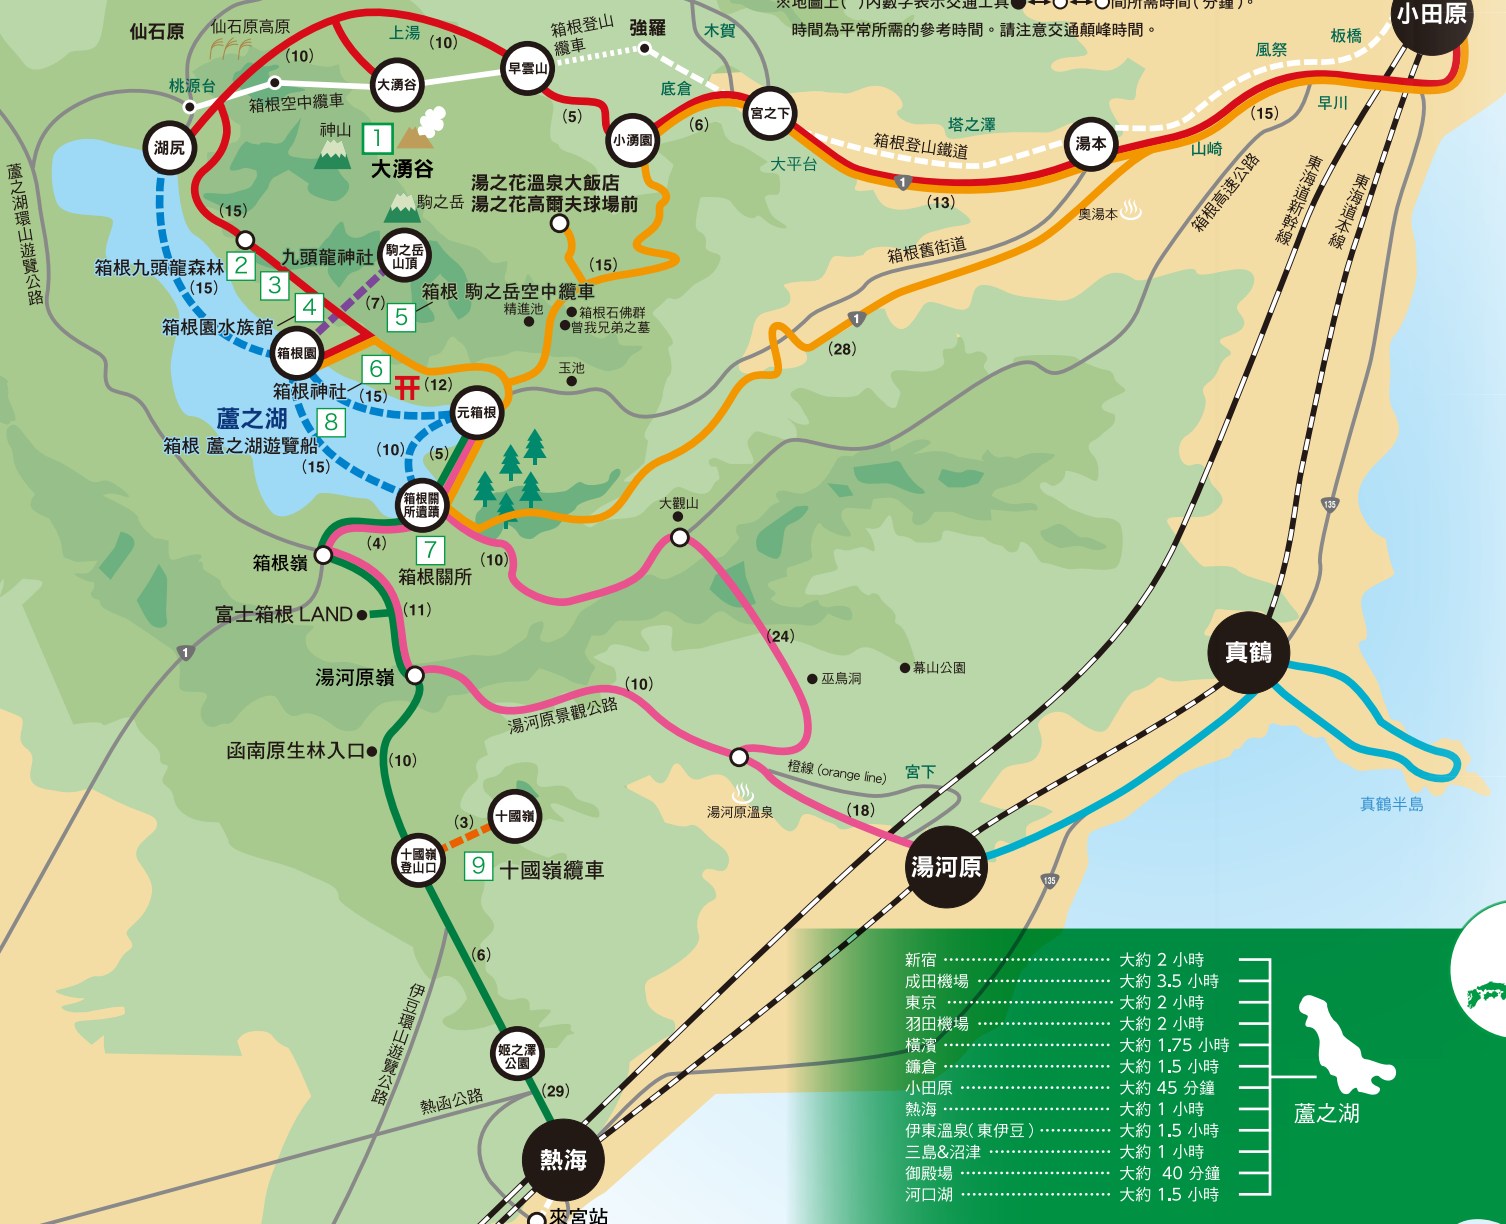 ※地圖上( )內數字表示交通工具●↔○↔○間所需時間(分鐘)。
時間為平常所需的參考時間。請注意交通顛峰時間。
小田原
仙石原
仙石原高原
上湯
(10)
(10)
箱根登山
纜車
強羅
木賀
板橋
風祭
桃源台
箱根空中纜車
大湧谷
早雲山
底倉
(5)
(6)
宮之下
早川
(15)
神山
1
大湧谷
湖尻
小湧園
塔之澤
箱根登山鐵道
湯本
山崎
大平台
1
(13)
蘆之湖環山遊覽公路
駒之岳
湯之花溫泉大飯店
湯之花高爾夫球場前
奧湯本
箱根高速公路
東海道新幹線
東海道本線
(15)
九頭龍神社
駒之岳
山頂
箱根舊街道
箱根九頭龍森林
2
(15)
3
(15)
4
(7)
5
箱根 駒之岳空中纜車
精進池
箱根石佛群
曾我兄弟之墓
箱根園水族館
1
(28)
箱根園
6
(12)
玉池
箱根神社
(15)
元箱根
蘆之湖
8
箱根 蘆之湖遊覽船
(15)
(10)
(5)
箱根關
所遺蹟
大觀山
135
(4)
7
(10)
箱根嶺
箱根關所
富士箱根 LAND
(11)
(24)
1
真鶴
湯河原嶺
(10)
巫鳥洞
幕山公園
湯河原景觀公路
函南原生林入口
(10)
橙線 (orange line)
宮下
真鶴半島
湯河原溫泉
(18)
十國嶺
(3)
十國嶺
登山口
9
十國嶺纜車
湯河原
135
(6)
伊豆環山遊覽公路
姬之澤
公園
熱函公路
(29)
熱海
來宮站
新宿 ⋯⋯⋯⋯ 大約 2 小時
成田機場 ⋯⋯⋯⋯ 大約 3.5 小時
東京 ⋯⋯⋯⋯ 大約 2 小時
羽田機場 ⋯⋯⋯⋯ 大約 2 小時
橫濱 ⋯⋯⋯⋯ 大約 1.75 小時
鎌倉 ⋯⋯⋯⋯ 大約 1.5 小時
小田原 ⋯⋯⋯⋯ 大約 45 分鐘
熱海 ⋯⋯⋯⋯ 大約 1 小時
伊東溫泉(東伊豆) ⋯⋯⋯⋯ 大約 1.5 小時
三島&沼津 ⋯⋯⋯⋯ 大約 1 小時
御殿場 ⋯⋯⋯⋯ 大約 40 分鐘
河口湖 ⋯⋯⋯⋯ 大約 1.5 小時
蘆之湖